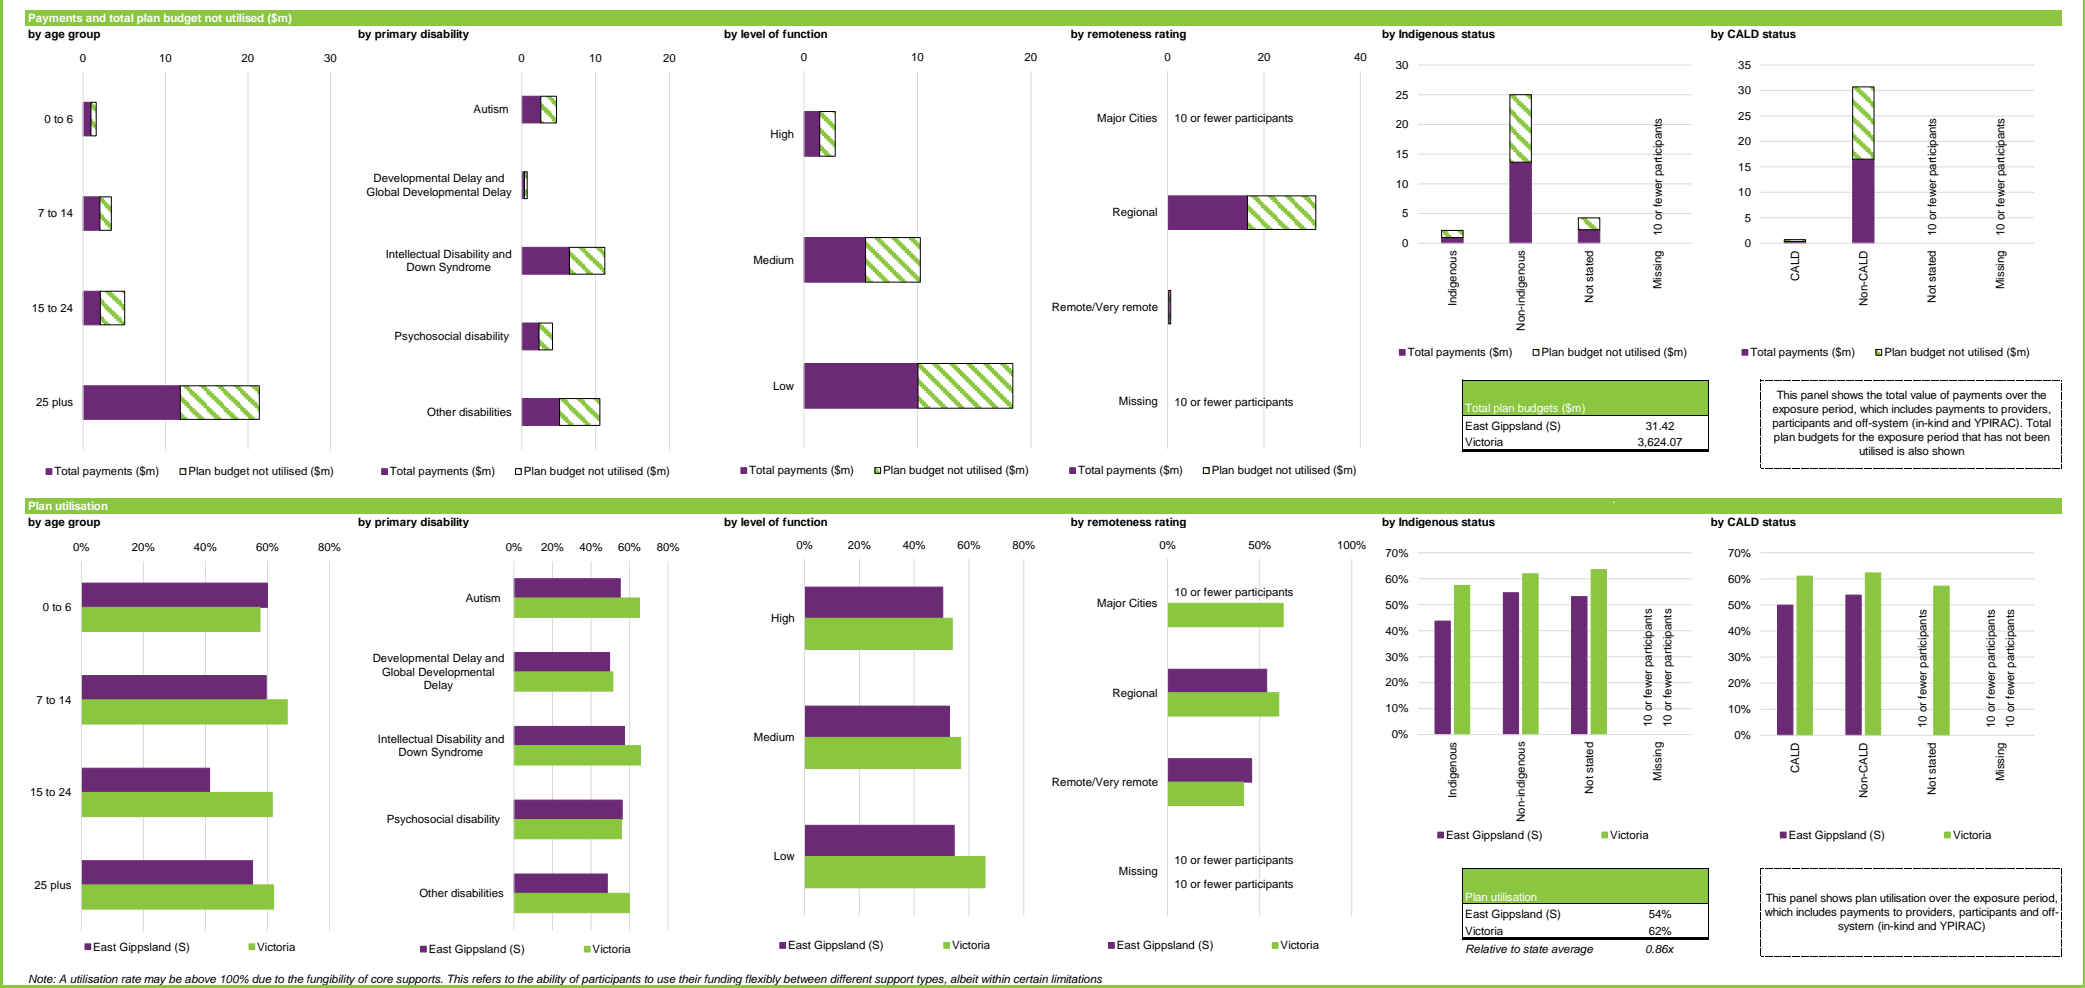 Payments and total plan budget not utilised ($m)
by age group
0 10 20 30
0 to 6
7 to 14
15 to 24
25 plus
Total payments ($m) Plan budget not utilised ($m)
by primary disability
0 10 20
Autism
Developmental Delay and
Global Developmental Delay
Intellectual Disability and
Down Syndrome
Psychosocial disability
Other disabilities
Total payments ($m) Plan budget not utilised ($m)
by level of function
0 10 20
High
Medium
Low
Total payments ($m) Plan budget not utilised ($m)
by remoteness rating
0 20 40
Major Cities 10 or fewer participants
Regional
Remote/Very remote
Missing 10 or fewer participants
Total payments ($m) Plan budget not utilised ($m)
by Indigenous status
30
25
20
15
10
5
0
10 or fewer participants
Indigenous
Non-indigenous
Not stated
Missing
Total payments ($m) Plan budget not utilised ($m)
by CALD status
35
30
25
20
15
10
5
0
10 or fewer participants
10 or fewer participants
CALD
Non-CALD
Not stated
Missing
Total payments ($m) Plan budget not utilised ($m)
Total plan budgets ($m)
East Gippsland (S) 31.42
Victoria 3,624.07
This panel shows the total value of payments over the
exposure period, which includes payments to providers,
participants and off-system (in-kind and YPIRAC). Total
plan budgets for the exposure period that has not been
utilised is also shown
Plan utilisation
by age group
0% 20% 40% 60% 80%
0 to 6
7 to 14
15 to 24
25 plus
East Gippsland (S) Victoria
by primary disability
0% 20% 40% 60% 80%
Autism
Developmental Delay and
Global Developmental
Delay
Intellectual Disability and
Down Syndrome
Psychosocial disability
Other disabilities
East Gippsland (S) Victoria
by level of function
0% 20% 40% 60% 80%
High
Medium
Low
East Gippsland (S) Victoria
by remoteness rating
0% 50% 100%
10 or fewer participants
Major Cities
Regional
Remote/Very remote
10 or fewer participants
Missing
10 or fewer participants
East Gippsland (S) Victoria
by Indigenous status
70%
60%
50%
40%
30%
20%
10%
0%
10 or fewer participants
10 or fewer participants
Indigenous
Non-indigenous
Not stated
Missing
East Gippsland (S) Victoria
by CALD status
70%
60%
50%
40%
30%
20%
10%
0%
10 or fewer participants
10 or fewer participants
10 or fewer participants
CALD
Non-CALD
Not stated
Missing
East Gippsland (S) Victoria
Plan utilisation
East Gippsland (S) 54%
Victoria 62%
Relative to state average 0.86x
This panel shows plan utilisation over the exposure period,
which includes payments to providers, participants and off-
system (in-kind and YPIRAC)
Note: A utilisation rate may be above 100% due to the fungibility of core supports. This refers to the ability of participants to use their funding flexibly between different support types, albeit within certain limitations